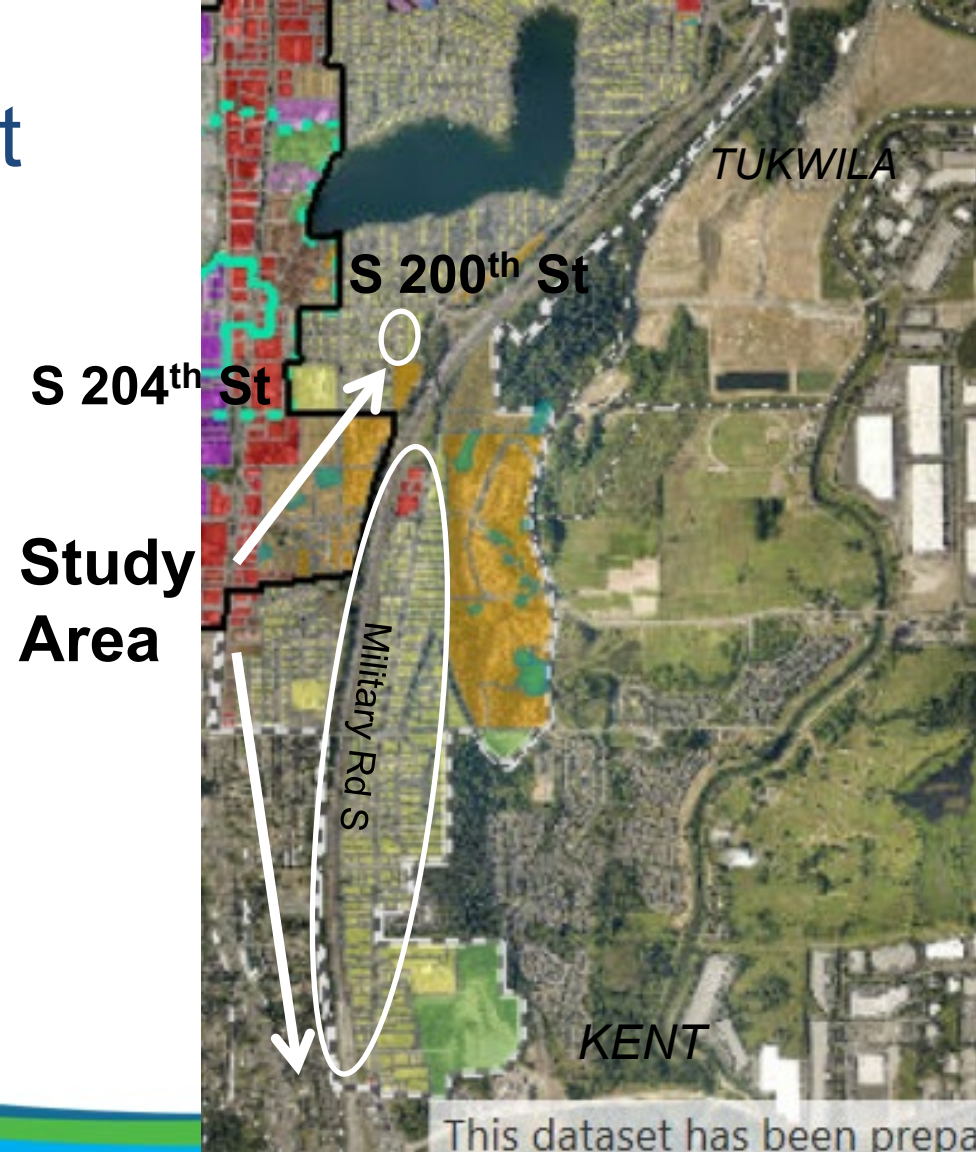 t
TUKWILA
S 200th St
S 204th St
Study
Area
Military Rd S
KENT
This dataset has been prepa